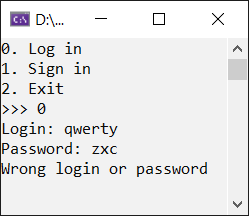 D:\...
0. Log in
1. Sign in
2. Exit
>>> 0
Login: qwerty
Password: zxc
Wrong login or password